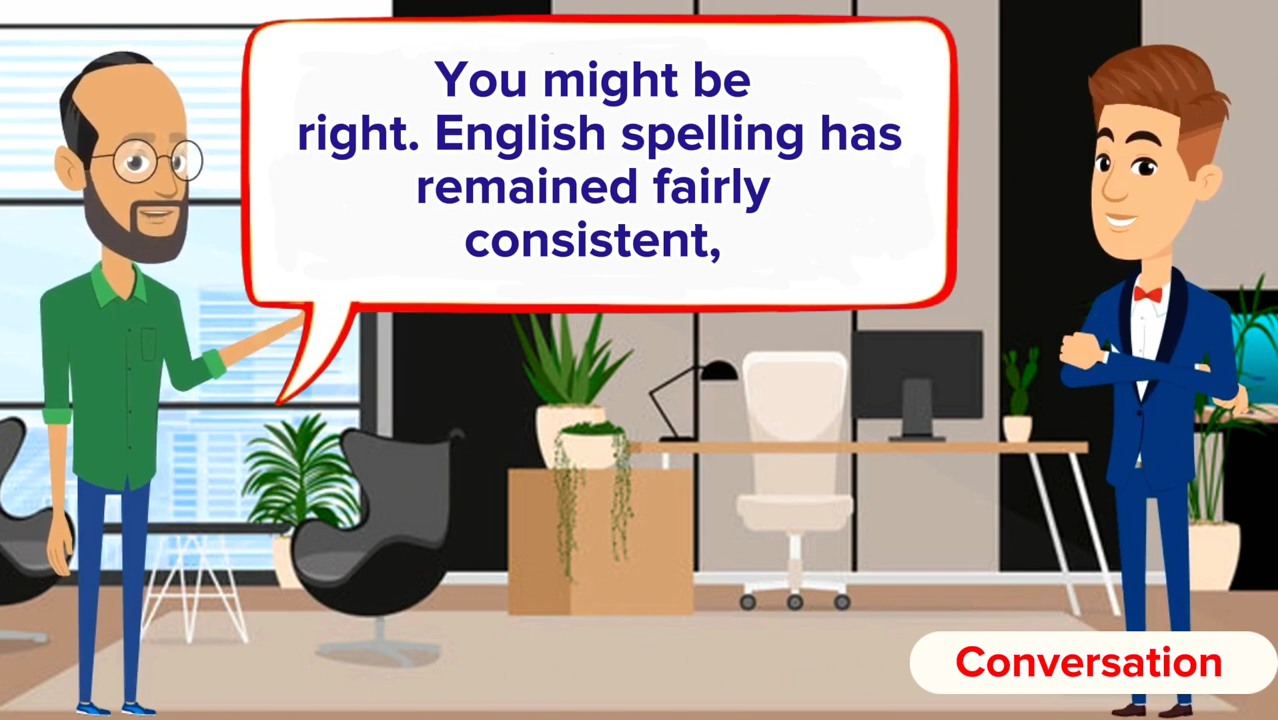 You might be
right. English spelling has
remained fairly
consistent,
Conversation